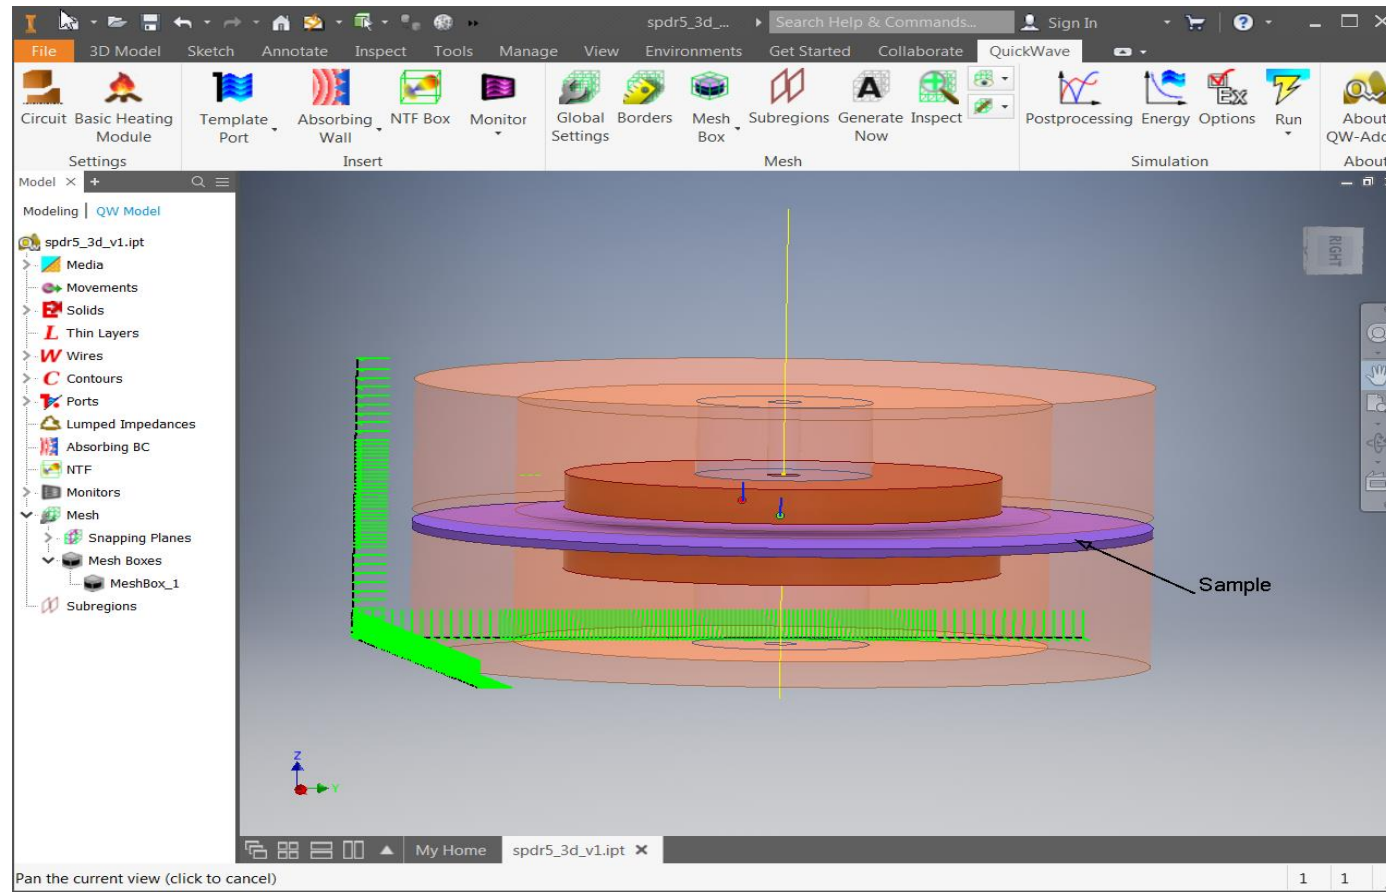 spdr5_3d_...
Search Help & Commands...
Sign In
File 3D Model Sketch Annotate Inspect Tools Manage View Environments Get Started Collaborate QuickWave
Circuit Basic Heating Module Template Port Absorbing Wall NTF Box Monitor Global Settings Borders Mesh Box Subregions Generate Now Inspect Postprocessing Energy Options Run About QW-Add
Settings Insert Mesh Simulation About
Model
Modeling | QW Model
spdr5_3d_v1.ipt
Media
Movements
Solids
Thin Layers
Wires
Contours
Ports
Lumped Impedances
Absorbing BC
NTF
Monitors
Mesh
Snapping Planes
Mesh Boxes
MeshBox_1
Subregions
RIGHT
Sample
Z
Y
My Home spdr5_3d_v1.ipt
Pan the current view (click to cancel) 1 1